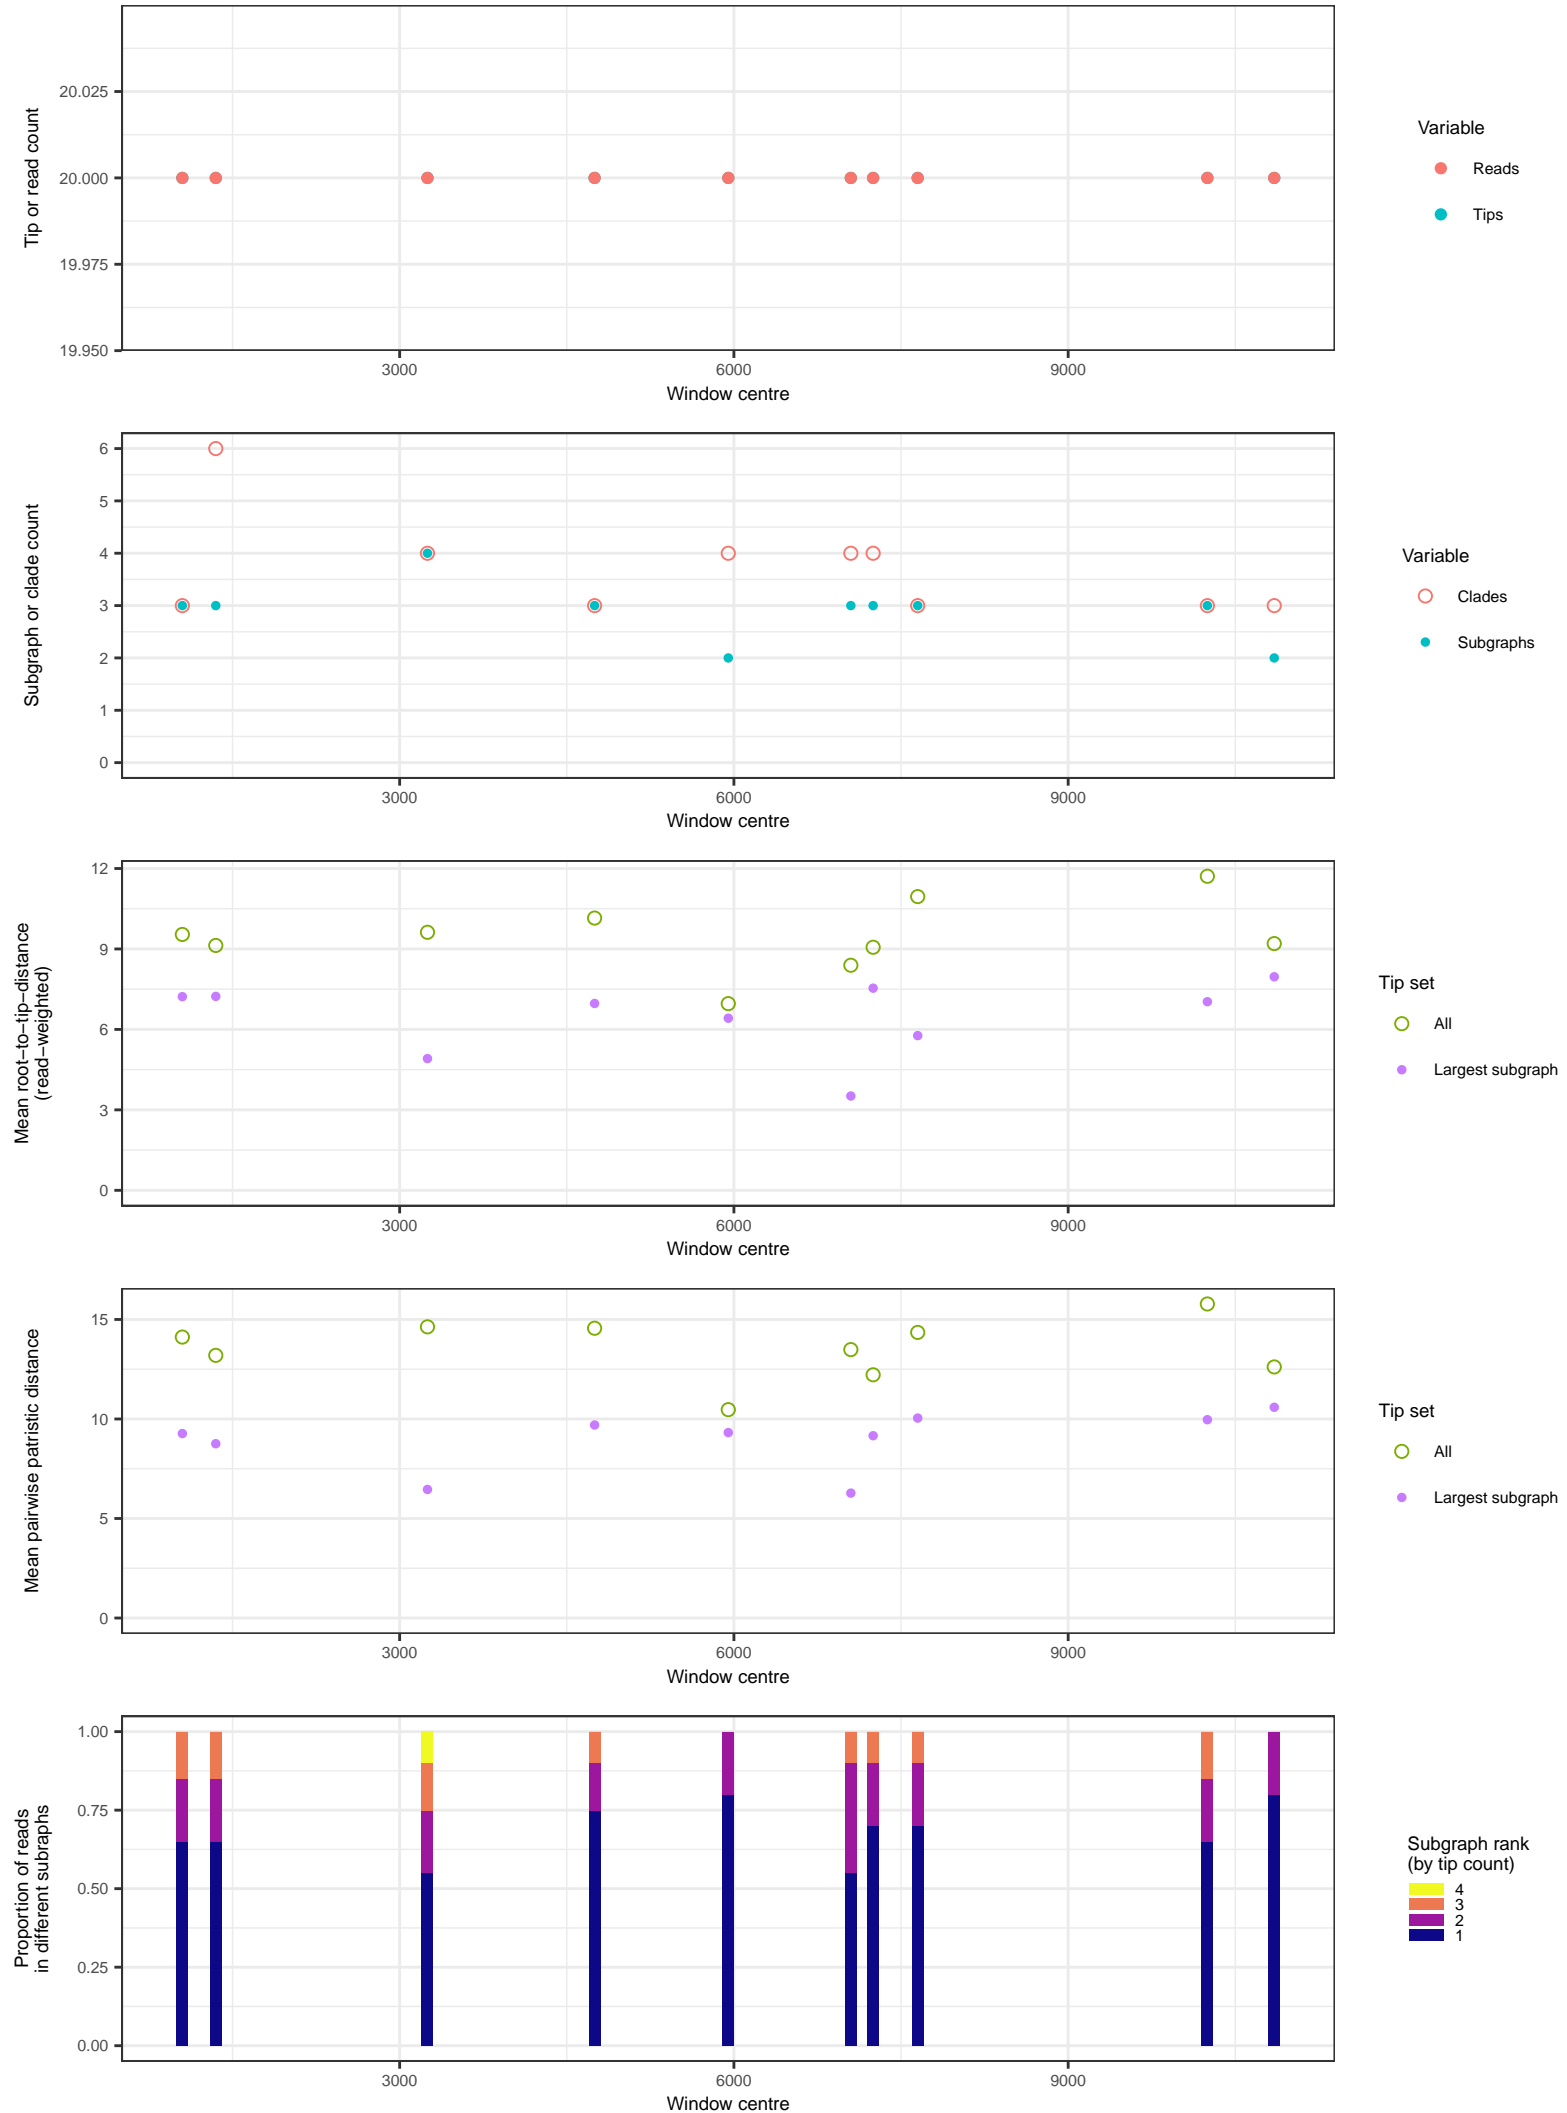 20.025
20.000
19.975
19.950
Tip or read count
3000 6000 9000
Window centre
Variable
Reads
Tips
6
5
4
3
2
1
0
Subgraph or clade count
3000 6000 9000
Window centre
Variable
Clades
Subgraphs
12
9
6
3
0
Mean root−to−tip−distance
(read−weighted)
3000 6000 9000
Window centre
Tip set
All
Largest subgraph
15
10
5
0
Mean pairwise patristic distance
3000 6000 9000
Window centre
Tip set
All
Largest subgraph
1.00
0.75
0.50
0.25
0.00
Proportion of reads
in different subraphs
3000 6000 9000
Window centre
Subgraph rank
(by tip count)
4
3
2
1